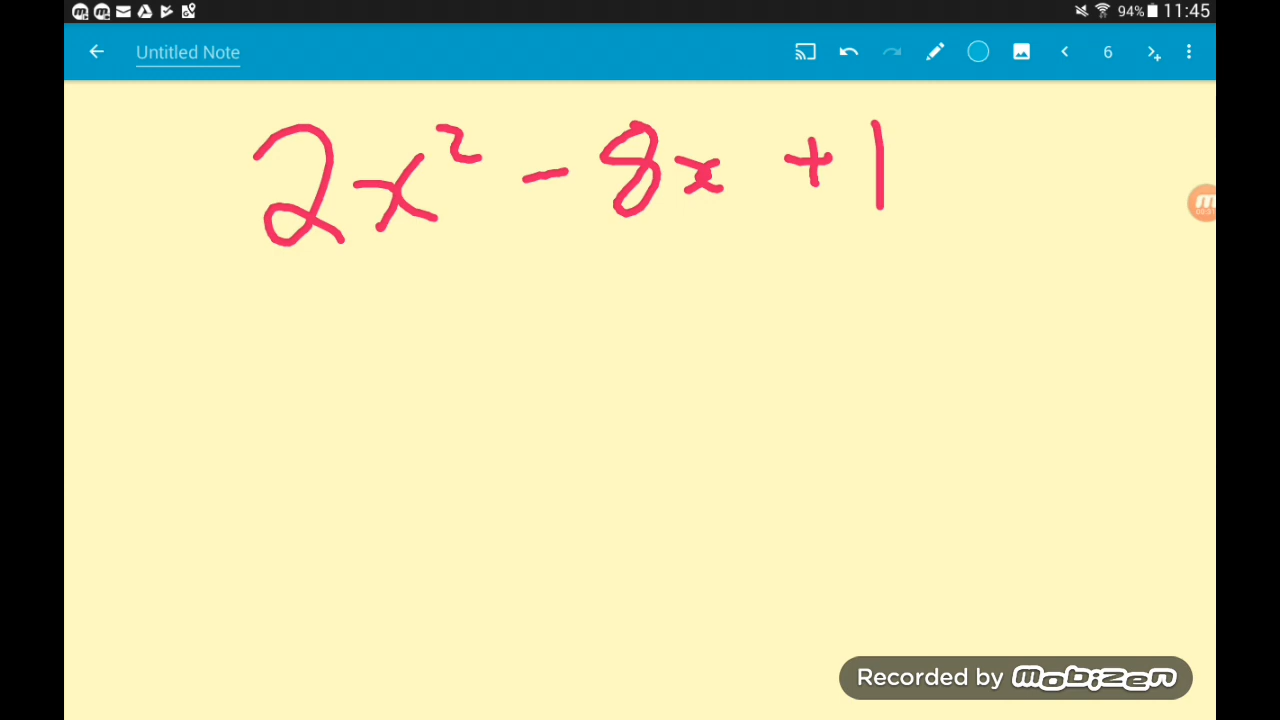 94% 11:45
Untitled Note 6
2x² - 8x + 1
Recorded by mobizen